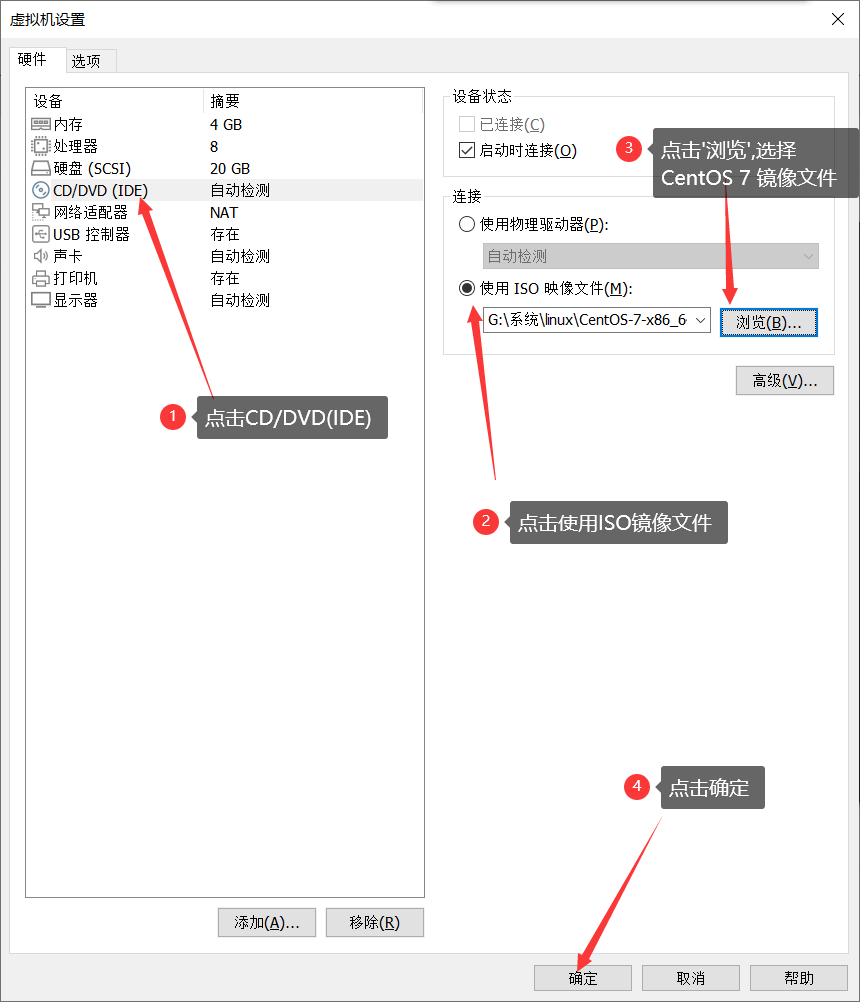 虚拟机设置
硬件 选项
设备 摘要
内存 4 GB
处理器 8
硬盘 (SCSI) 20 GB
CD/DVD (IDE) 自动检测
网络适配器 NAT
USB 控制器 存在
声卡 自动检测
打印机 存在
显示器 自动检测
1 点击CD/DVD(IDE)
添加(A)... 移除(R)
设备状态
已连接(C)
启动时连接(O)
3 点击'浏览',选择
CentOS 7 镜像文件
连接
使用物理驱动器(P):
自动检测
使用 ISO 映像文件(M):
G:\系统\linux\CentOS-7-x86_6 浏览(B)...
高级(V)...
2 点击使用ISO镜像文件
4 点击确定
确定 取消 帮助